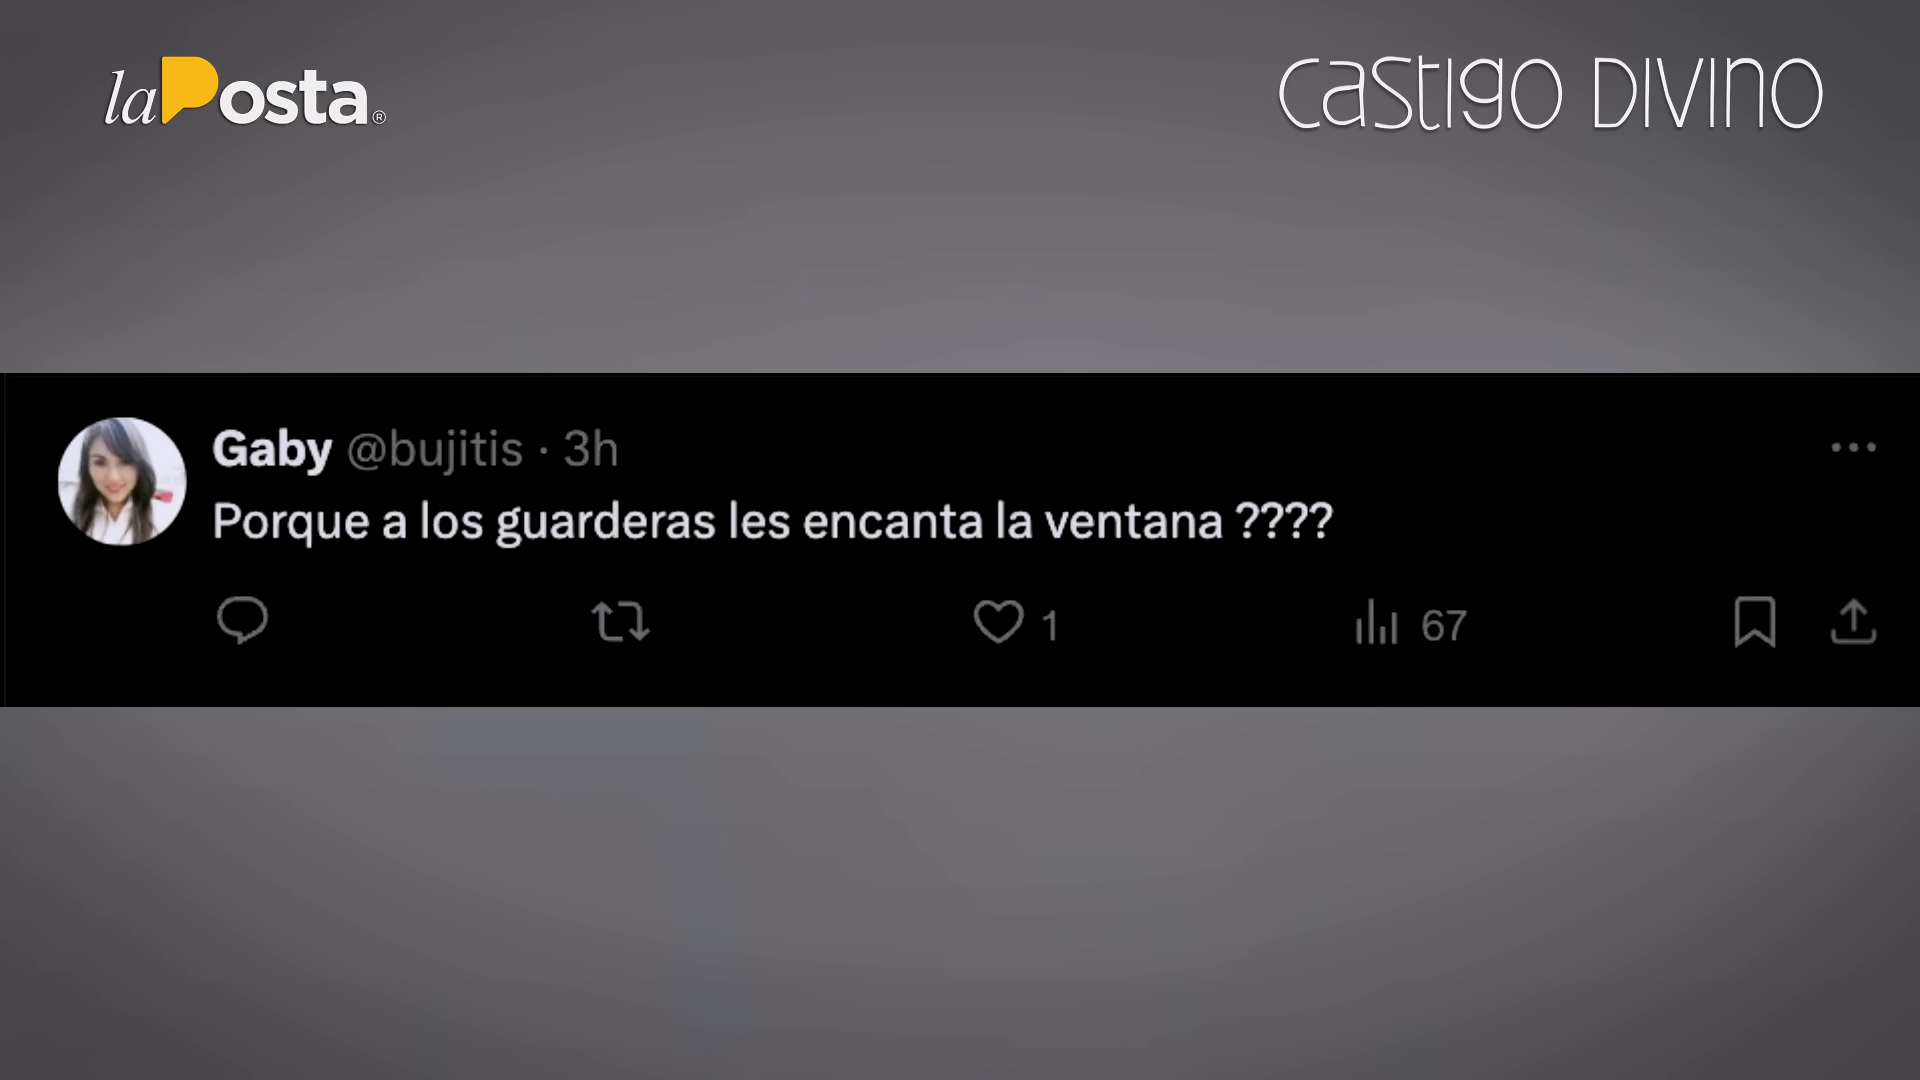 laPosta®
CASTIGO DIVINO
Gaby @bujitis · 3h
Porque a los guarderas les encanta la ventana ????
1
67